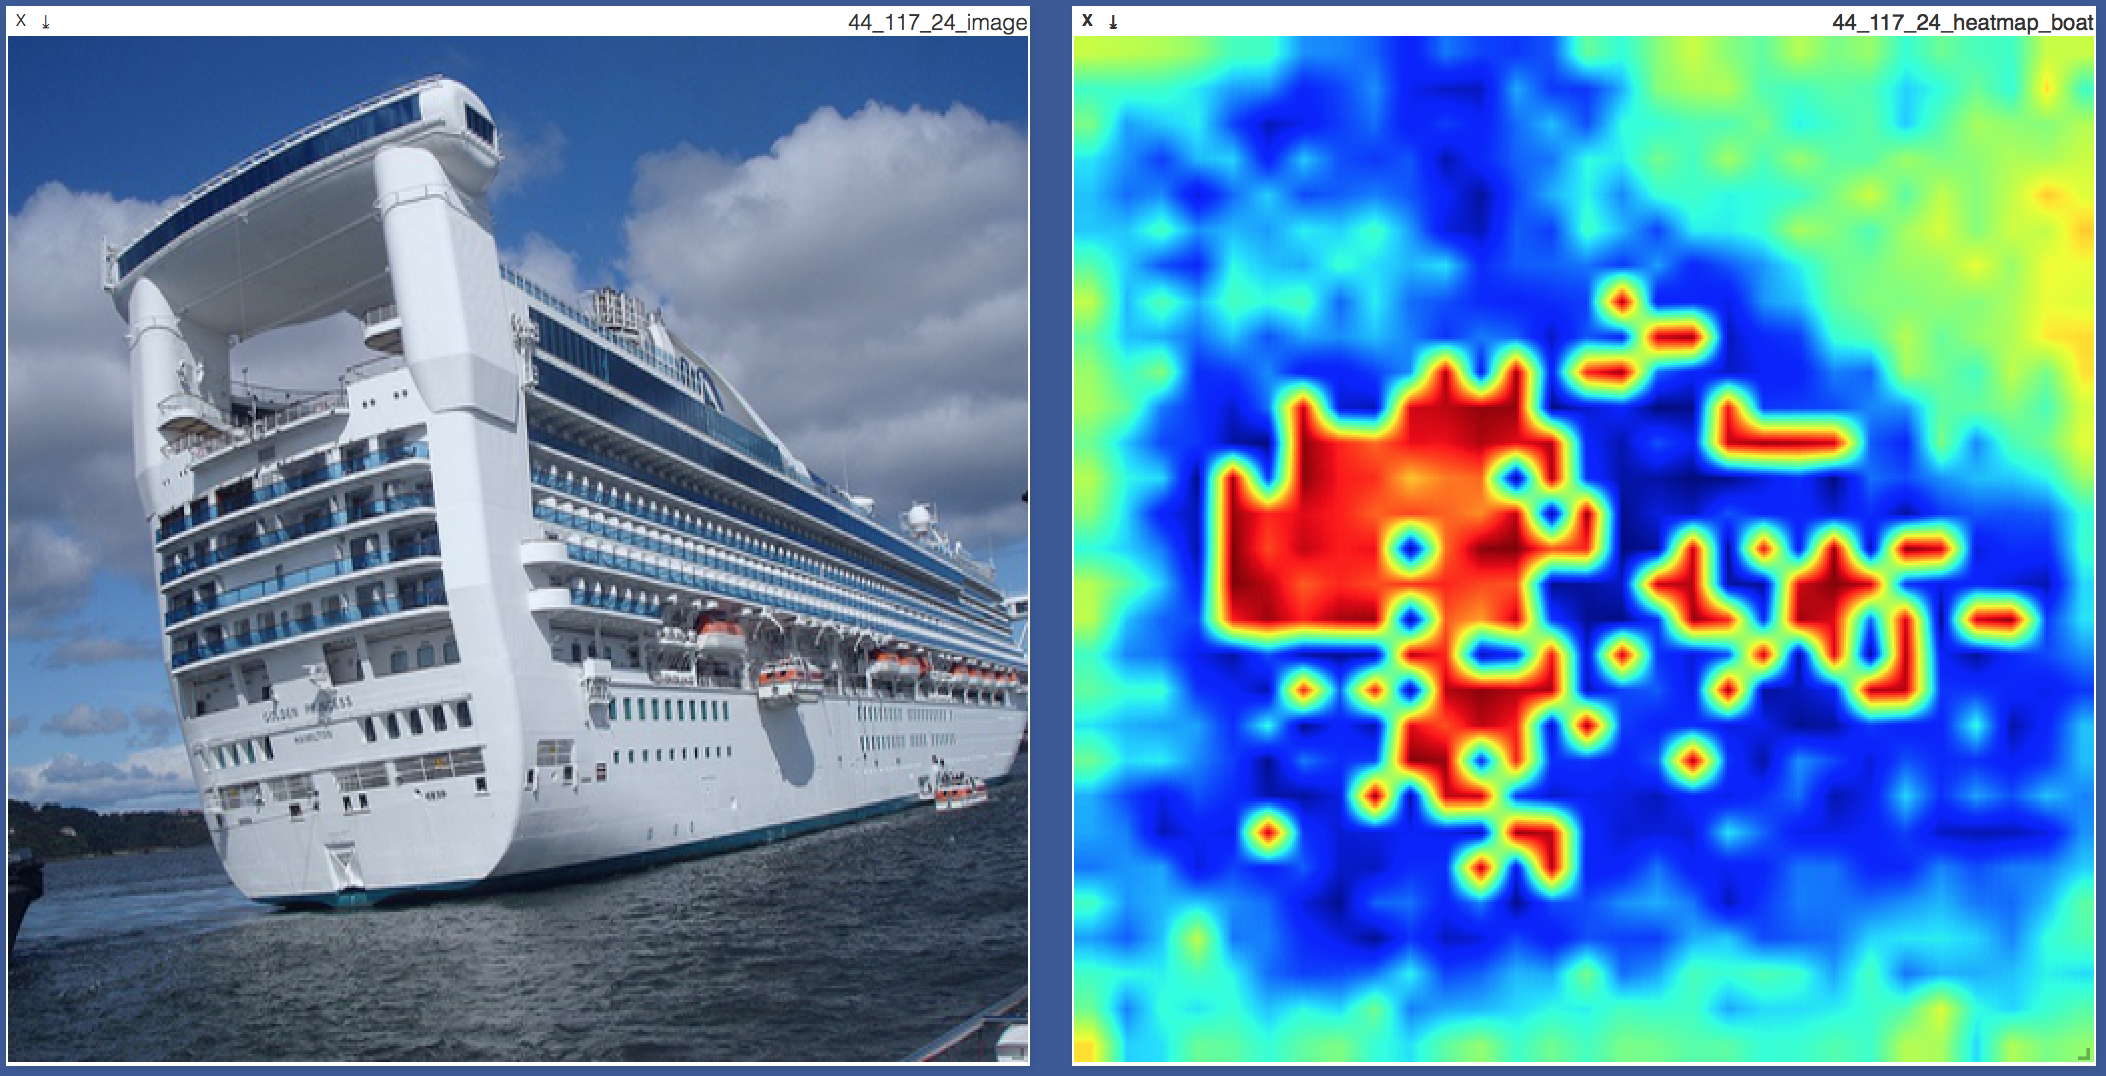 X ⤓ 44_117_24_image
X ⤓ 44_117_24_heatmap_boat
GOLDEN PRINCESS
HAMILTON